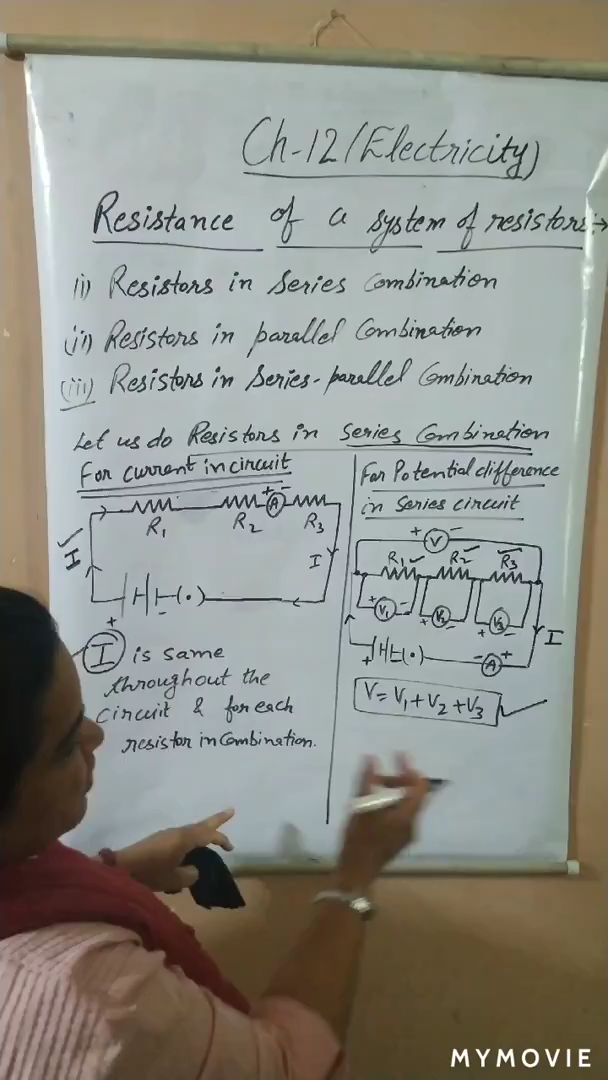 Ch-12 (Electricity)
Resistance of a system of resistors:→
(i) Resistors in Series Combination
(ii) Resistors in parallel Combination
(iii) Resistors in Series-parallel Combination
Let us do Resistors in Series Combination
For current in circuit
R1 R2 + A - R3
I I
+ - (.)
I is same
throughout the
circuit & for each
resistor in Combination.
For Potential difference
in Series circuit
+ V -
R1 ✓ R2 ✓ R3
+ V1 - + V2 - + V3 -
I
+ - (.) - A +
V = V1 + V2 + V3 ✓
MYMOVIE